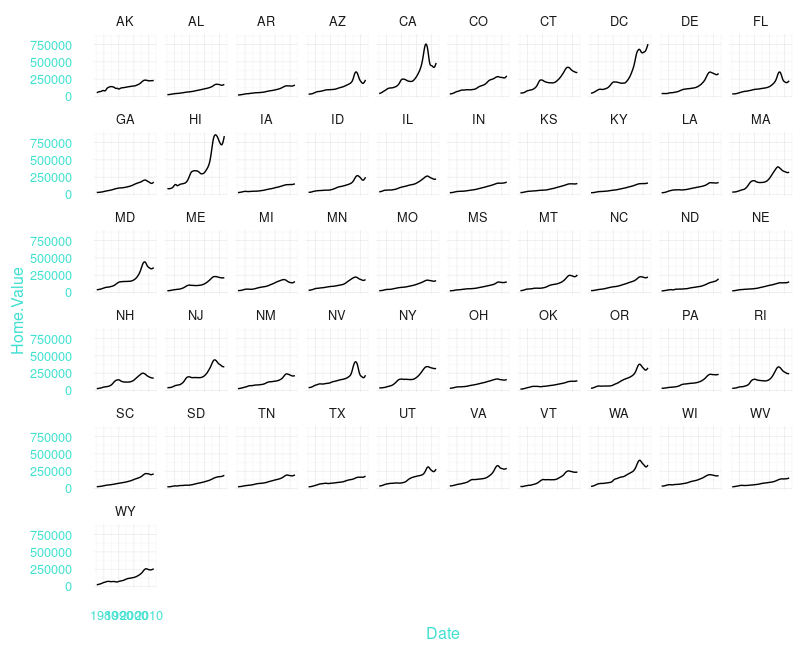 AK AL AR AZ CA CO CT DC DE FL
750000
500000
250000
0
GA HI IA ID IL IN KS KY LA MA
750000
500000
250000
0
MD ME MI MN MO MS MT NC ND NE
750000
500000
250000
0
Home.Value
NH NJ NM NV NY OH OK OR PA RI
750000
500000
250000
0
SC SD TN TX UT VA VT WA WI WV
750000
500000
250000
0
WY
750000
500000
250000
0
1980 1990 2000 2010
Date